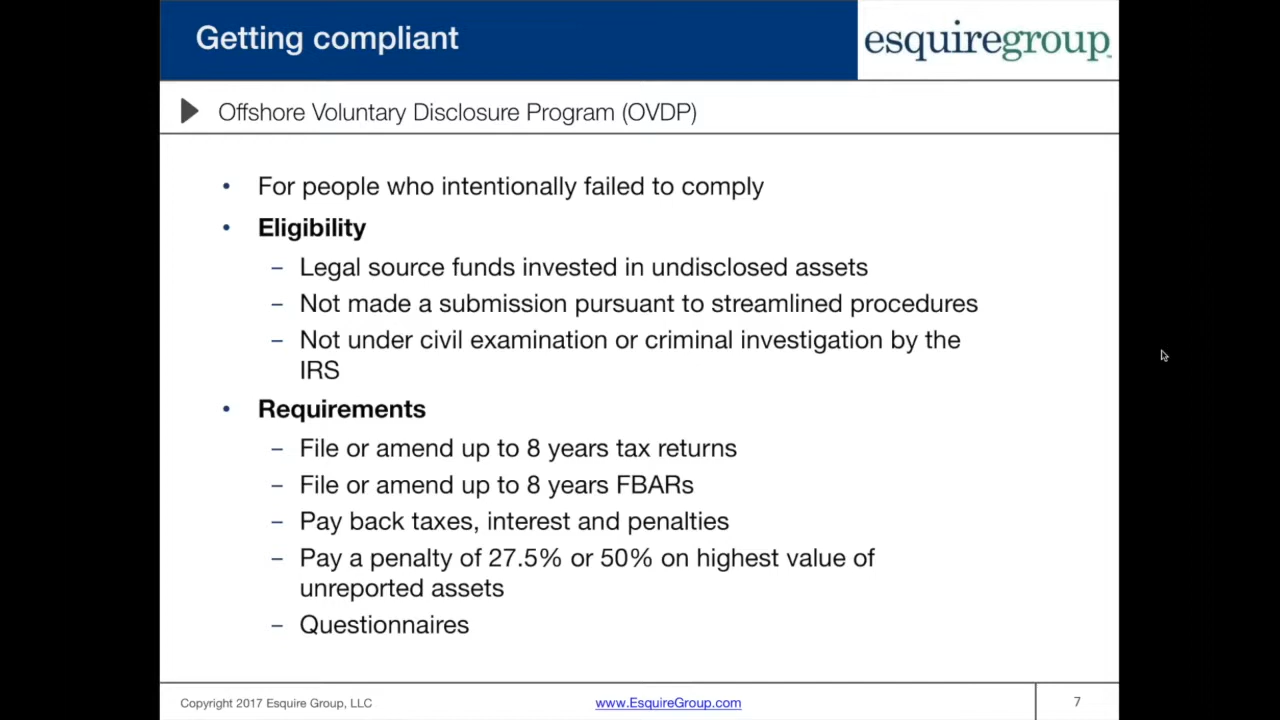 Getting compliant
esquiregroup
Offshore Voluntary Disclosure Program (OVDP)
• For people who intentionally failed to comply
• Eligibility
– Legal source funds invested in undisclosed assets
– Not made a submission pursuant to streamlined procedures
– Not under civil examination or criminal investigation by the
IRS
• Requirements
– File or amend up to 8 years tax returns
– File or amend up to 8 years FBARs
– Pay back taxes, interest and penalties
– Pay a penalty of 27.5% or 50% on highest value of
unreported assets
– Questionnaires
Copyright 2017 Esquire Group, LLC
www.EsquireGroup.com
7